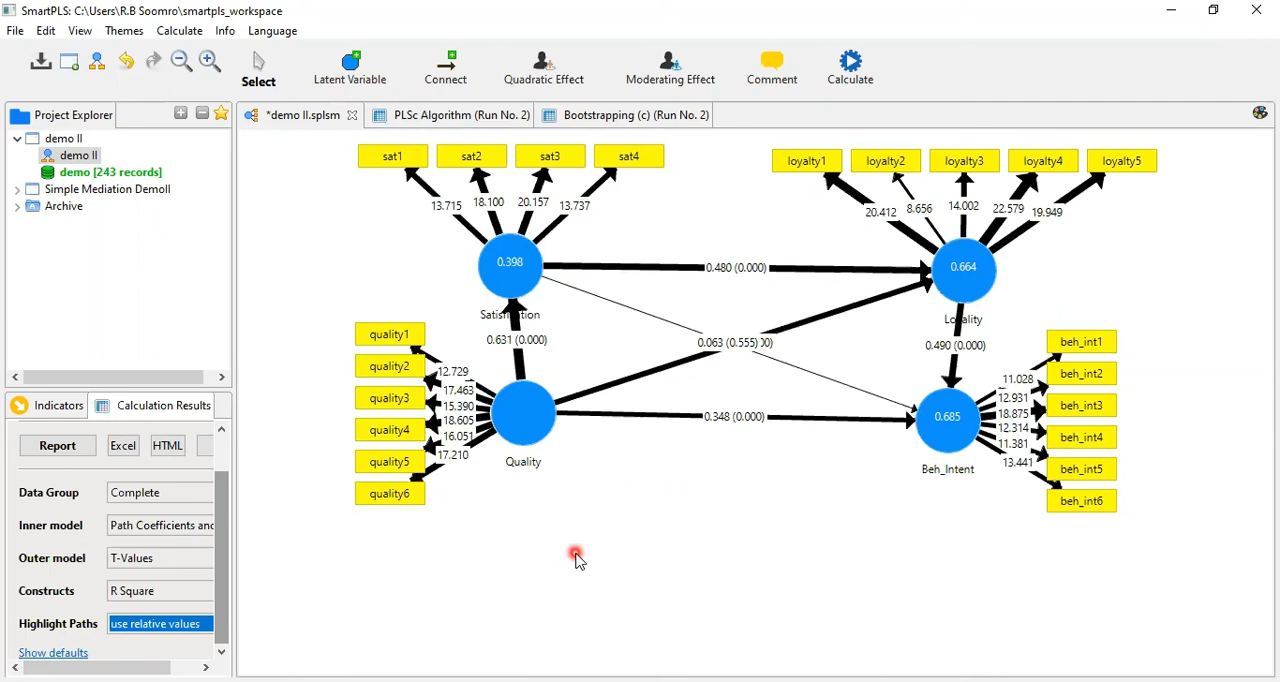 SmartPLS: C:\Users\R.B Soomro\smartpls_workspace
File Edit View Themes Calculate Info Language
Select
Latent Variable
Connect
Quadratic Effect
Moderating Effect
Comment
Calculate
Project Explorer
*demo II.splsm
PLSc Algorithm (Run No. 2)
Bootstrapping (c) (Run No. 2)
demo II
demo II
demo [243 records]
Simple Mediation DemoII
Archive
sat1 sat2 sat3 sat4
loyalty1 loyalty2 loyalty3 loyalty4 loyalty5
13.715 18.100 20.157 13.737
20.412 8.656 14.002 22.579 19.949
0.398
0.480 (0.000)
0.664
Loyality
quality1
quality2
quality3
quality4
quality5
quality6
0.631 (0.000)
0.063 (0.555)
0.490 (0.000)
12.729
17.463
15.390
18.605
16.051
17.210
Quality
0.348 (0.000)
0.685
Beh_Intent
11.028
12.931
18.875
12.314
11.381
13.441
beh_int1
beh_int2
beh_int3
beh_int4
beh_int5
beh_int6
Indicators
Calculation Results
Report Excel HTML
Data Group Complete
Inner model Path Coefficients and
Outer model T-Values
Constructs R Square
Highlight Paths use relative values
Show defaults